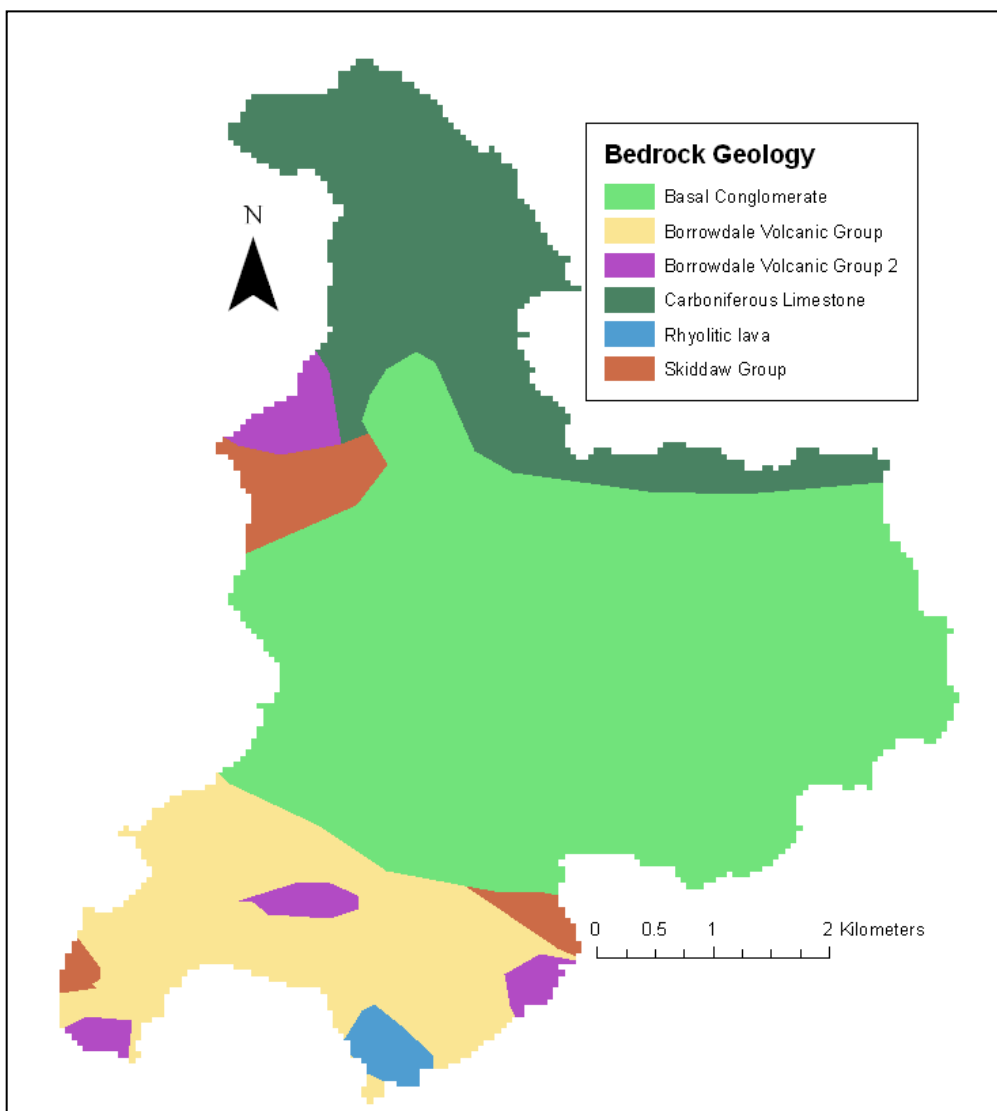 N
Bedrock Geology
Basal Conglomerate
Borrowdale Volcanic Group
Borrowdale Volcanic Group 2
Carboniferous Limestone
Rhyolitic lava
Skiddaw Group
0 0.5 1 2 Kilometers